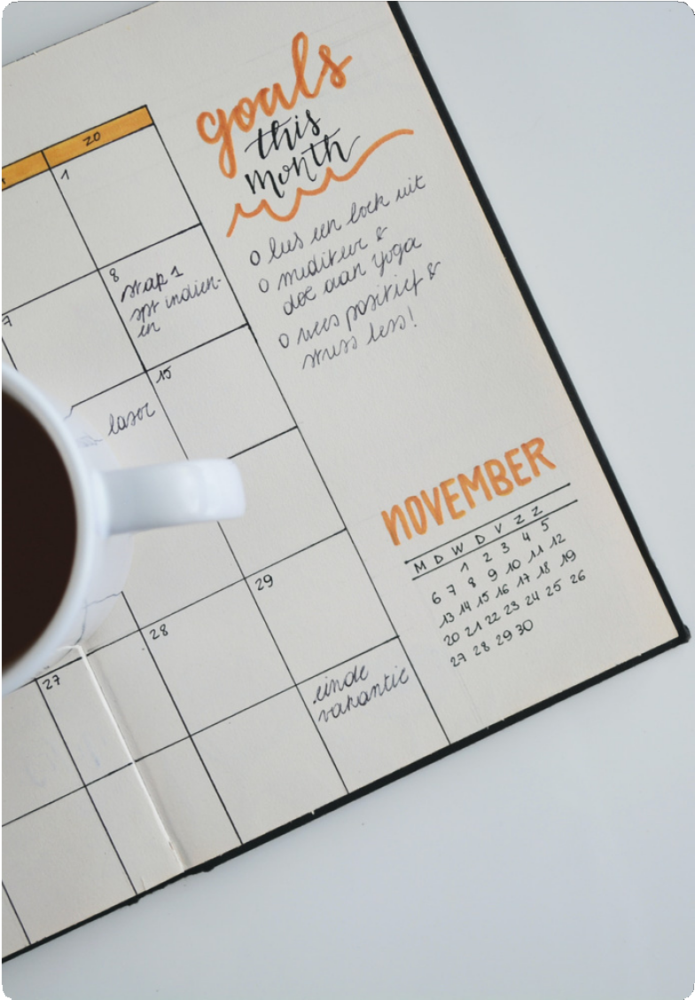 goals
this
month
o lees een boek uit
o mediteer &
doe aan yoga
o wees positief &
stress less!
zo
1
8
stap 1
spt indien-
en
7
15
laser
29
28
27
einde
vakantie
NOVEMBER
M D W D V Z Z
1 2 3 4 5
6 7 8 9 10 11 12
13 14 15 16 17 18 19
20 21 22 23 24 25 26
27 28 29 30